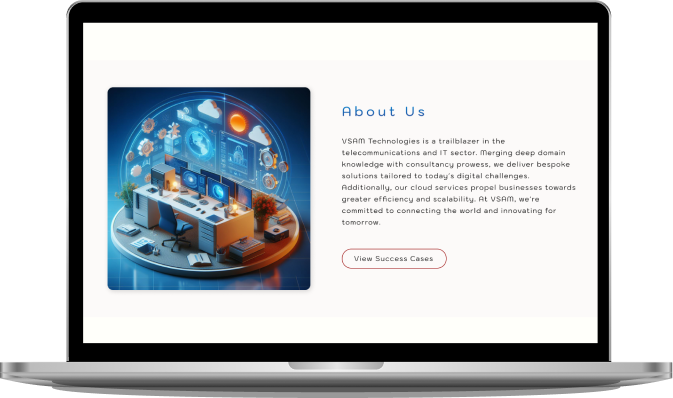 About Us
VSAM Technologies is a trailblazer in the
telecommunications and IT sector. Merging deep domain
knowledge with consultancy prowess, we deliver bespoke
solutions tailored to today's digital challenges.
Additionally, our cloud services propel businesses towards
greater efficiency and scalability. At VSAM, we're
committed to connecting the world and innovating for
tomorrow.
View Success Cases